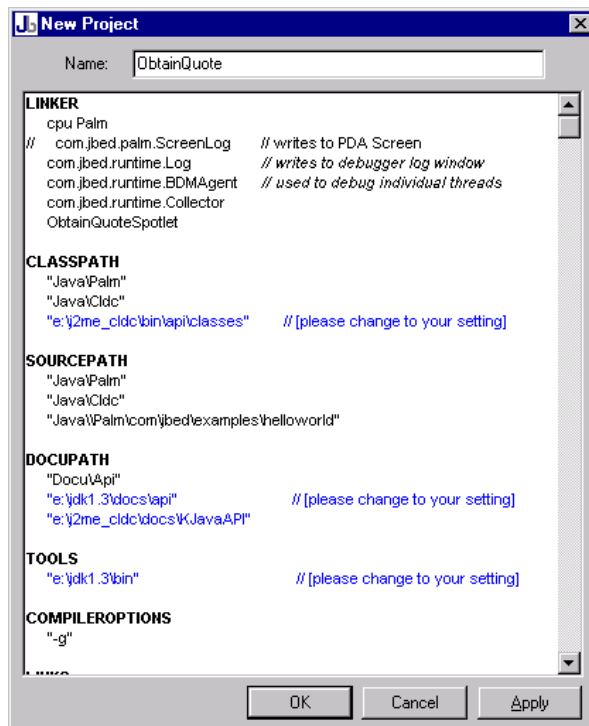 Jb New Project
Name: ObtainQuote
LINKER
cpu Palm
// com.jbed.palm.ScreenLog // writes to PDA Screen
com.jbed.runtime.Log // writes to debugger log window
com.jbed.runtime.BDMAgent // used to debug individual threads
com.jbed.runtime.Collector
ObtainQuoteSpotlet
CLASSPATH
"Java\Palm"
"Java\Cldc"
"e:\j2me_cldc\bin\api\classes" // [please change to your setting]
SOURCEPATH
"Java\Palm"
"Java\Cldc"
"Java\\Palm\com\jbed\examples\helloworld"
DOCUPATH
"Docu\Api"
"e:\jdk1.3\docs\api" // [please change to your setting]
"e:\j2me_cldc\docs\KJavaAPI"
TOOLS
"e:\jdk1.3\bin" // [please change to your setting]
COMPILEROPTIONS
"-g"
OK Cancel Apply